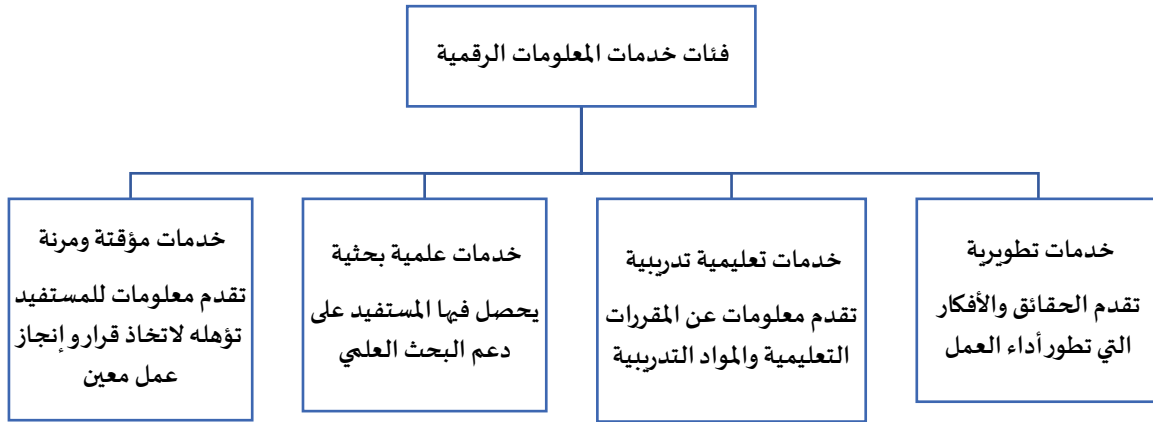 فئات خدمات المعلومات الرقمية
خدمات تطويرية
تقدم الحقائق والأفكار
التي تطور أداء العمل
خدمات تعليمية تدريبية
تقدم معلومات عن المقررات
التعليمية والمواد التدريبية
خدمات علمية بحثية
يحصل فيها المستفيد على
دعم البحث العلمي
خدمات مؤقتة ومرنة
تقدم معلومات للمستفيد
تؤهله لاتخاذ قرار وإنجاز
عمل معين